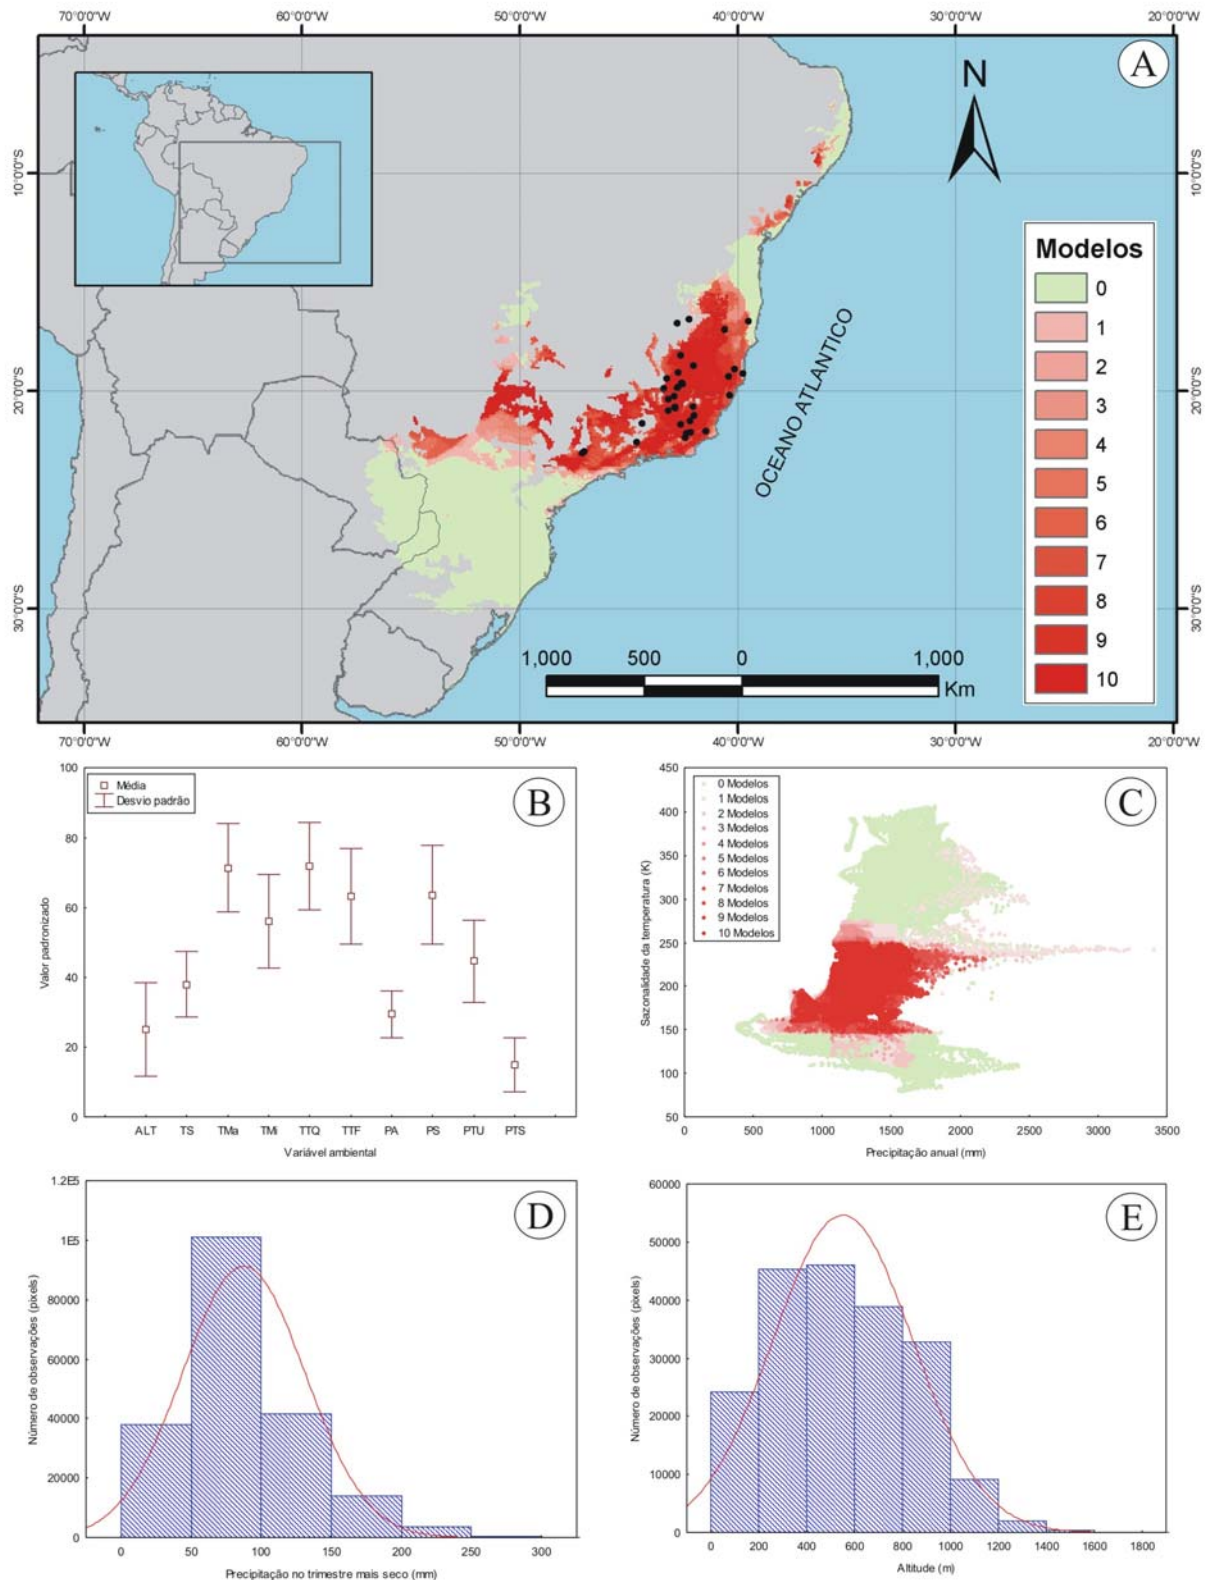 70°0'0"W 60°0'0"W 50°0'0"W 40°0'0"W 30°0'0"W 20°0'0"W
A
N
10°0'0"S
10°0'0"S
20°0'0"S
20°0'0"S
30°0'0"S
30°0'0"S
OCEANO ATLANTICO
Modelos
0
1
2
3
4
5
6
7
8
9
10
1,000 500 0 1,000
Km
70°0'0"W 60°0'0"W 50°0'0"W 40°0'0"W 30°0'0"W 20°0'0"W
B
Média
Desvio padrão
Valor padronizado
100
80
60
40
20
0
ALT TS TMa TMi TTQ TTF PA PS PTU PTS
Variável ambiental
C
0 Modelos
1 Modelos
2 Modelos
3 Modelos
4 Modelos
5 Modelos
6 Modelos
7 Modelos
8 Modelos
9 Modelos
10 Modelos
Sazonalidade da temperatura (K)
450
400
350
300
250
200
150
100
50
0 500 1000 1500 2000 2500 3000 3500
Precipitação anual (mm)
D
Número de observações (pixels)
1.2E5
1E5
80000
60000
40000
20000
0
0 50 100 150 200 250 300
Precipitação no trimestre mais seco (mm)
E
Número de observações (pixels)
60000
50000
40000
30000
20000
10000
0
0 200 400 600 800 1000 1200 1400 1600 1800
Altitude (m)